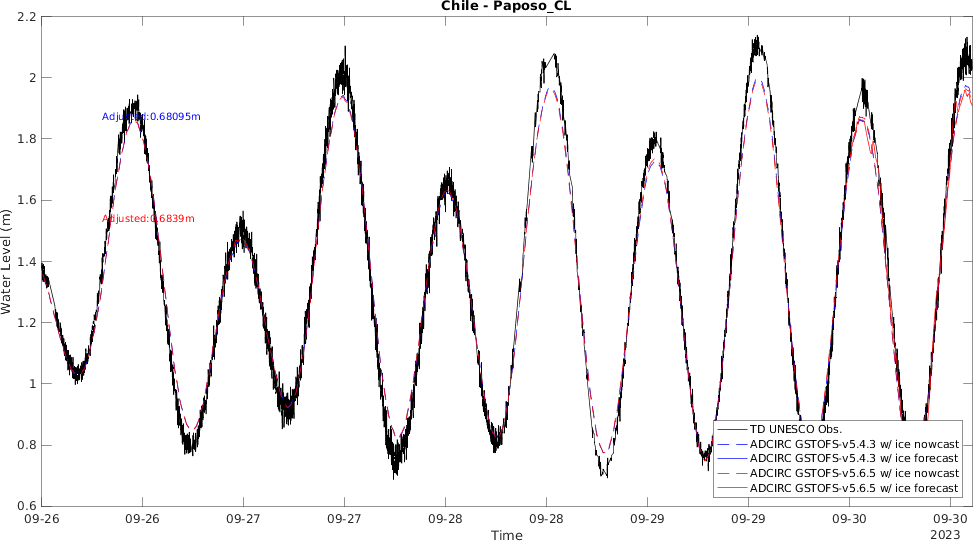 Chile - Paposo_CL
2.2
2
1.8
1.6
1.4
1.2
1
0.8
0.6
Water Level (m)
Adjusted:0.68095m
Adjusted:0.6839m
TD UNESCO Obs.
ADCIRC GSTOFS-v5.4.3 w/ ice nowcast
ADCIRC GSTOFS-v5.4.3 w/ ice forecast
ADCIRC GSTOFS-v5.6.5 w/ ice nowcast
ADCIRC GSTOFS-v5.6.5 w/ ice forecast
09-26 09-26 09-27 09-27 09-28 09-28 09-29 09-29 09-30 09-30
2023
Time